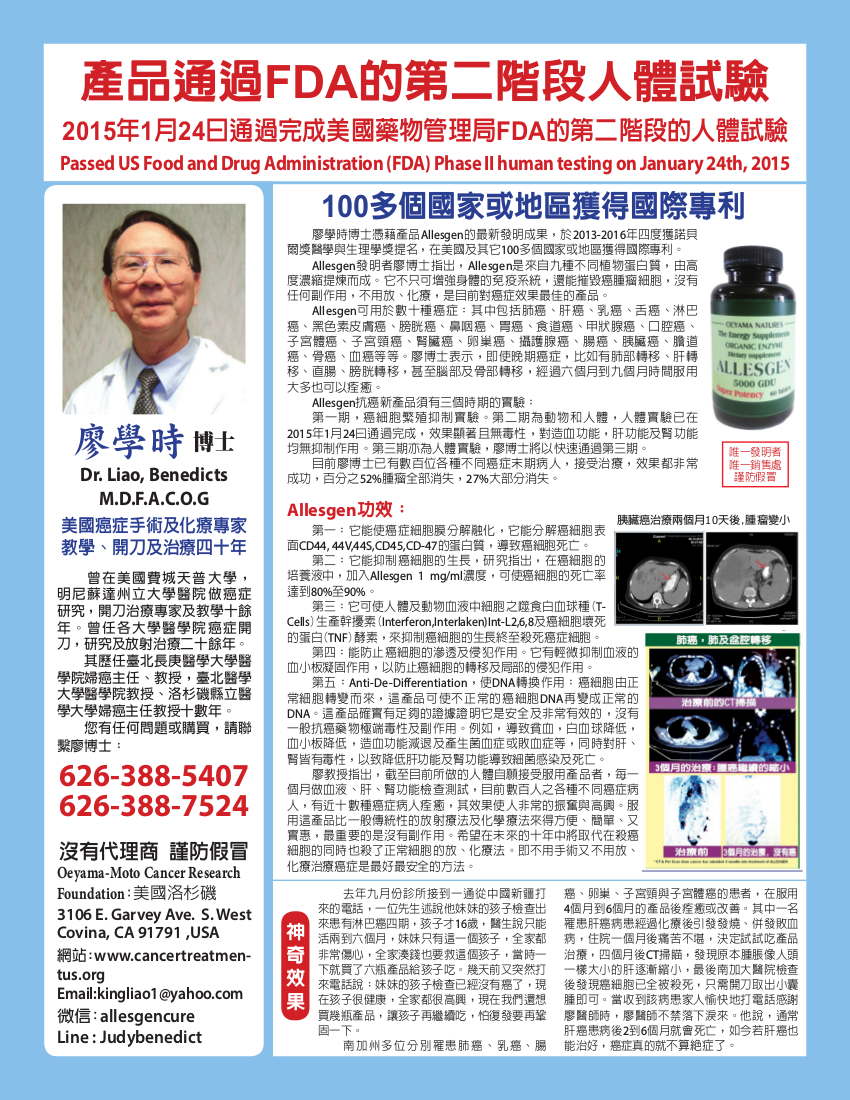 產品通過FDA的第二階段人體試驗
2015年1月24日通過完成美國藥物管理局FDA的第二階段的人體試驗
Passed US Food and Drug Administration (FDA) Phase II human testing on January 24th, 2015
廖學時 博士
Dr. Liao, Benedicts
M.D.F.A.C.O.G
美國癌症手術及化療專家
教學、開刀及治療四十年
曾在美國費城天普大學，
明尼蘇達州立大學醫院做癌症
研究，開刀治療專家及教學十餘
年。曾任各大學醫學院癌症開
刀，研究及放射治療二十餘年。
其歷任臺北長庚醫學大學醫
學院婦癌主任、教授，臺北醫學
大學醫學院教授、洛杉磯縣立醫
學大學婦癌主任教授十數年。
您有任何問題或購買，請聯
繫廖博士：
626-388-5407
626-388-7524
沒有代理商 謹防假冒
Oeyama-Moto Cancer Research
Foundation：美國洛杉磯
3106 E. Garvey Ave. S. West
Covina, CA 91791 ,USA
網站：www.cancertreatmen-
tus.org
Email:kingliao1@yahoo.com
微信：allesgencure
Line : Judybenedict
100多個國家或地區獲得國際專利
廖學時博士憑藉產品Allesgen的最新發明成果，於2013-2016年四度獲諾貝
爾獎醫學與生理學獎提名，在美國及其它100多個國家或地區獲得國際專利。
Allesgen發明者廖博士指出，Allesgen是來自九種不同植物蛋白質，由高
度濃縮提煉而成。它不只可增強身體的免疫系統，還能摧毀癌腫瘤細胞，沒有
任何副作用，不用放、化療，是目前對癌症效果最佳的產品。
Allesgen可用於數十種癌症：其中包括肺癌、肝癌、乳癌、舌癌、淋巴
癌、黑色素皮膚癌、膀胱癌、鼻咽癌、胃癌、食道癌、甲狀腺癌、口腔癌、
子宮體癌、子宮頸癌、腎臟癌、卵巢癌、攝護腺癌、腸癌、胰臟癌、膽道
癌、骨癌、血癌等等。廖博士表示，即使晚期癌症，比如有肺部轉移、肝轉
移、直腸、膀胱轉移，甚至腦部及骨部轉移，經過六個月到九個月時間服用
大多也可以痊癒。
Allesgen抗癌新產品須有三個時期的實驗：
第一期，癌細胞繁殖抑制實驗。第二期為動物和人體，人體實驗已在
2015年1月24日通過完成，效果顯著且無毒性，對造血功能，肝功能及腎功能
均無抑制作用。第三期亦為人體實驗，廖博士將以快速通過第三期。
目前廖博士已有數百位各種不同癌症末期病人，接受治療，效果都非常
成功，百分之52%腫瘤全部消失，27%大部分消失。
OEYAMA NATURES
The Energy Supplements
ORGANIC ENZYME
Dietary supplement
ALLESGEN
5000 GDU
Super Potency
唯一發明者
唯一銷售處
謹防假冒
Allesgen功效：
第一：它能使癌症細胞膜分解融化，它能分解癌細胞表
面CD44, 44V,44S,CD45,CD-47的蛋白質，導致癌細胞死亡。
第二：它能抑制癌細胞的生長，研究指出，在癌細胞的
培養液中，加入Allesgen 1 mg/ml濃度，可使癌細胞的死亡率
達到80%至90%。
第三：它可使人體及動物血液中細胞之噬食白血球種（T-
Cells）生產幹擾素（Interferon,Interlaken)Int-L2,6,8及癌細胞壞死
的蛋白（TNF）酵素，來抑制癌細胞的生長終至殺死癌症細胞。
第四：能防止癌細胞的滲透及侵犯作用。它有輕微抑制血液的
血小板凝固作用，以防止癌細胞的轉移及局部的侵犯作用。
第五：Anti-De-Differentiation，使DNA轉換作用：癌細胞由正
常細胞轉變而來，這產品可使不正常的癌細胞DNA再變成正常的
DNA。這產品確實有足夠的證據證明它是安全及非常有效的，沒有
一般抗癌藥物極端毒性及副作用。例如，導致貧血，白血球降低，
血小板降低，造血功能減退及產生菌血症或敗血症等，同時對肝、
腎皆有毒性，以致降低肝功能及腎功能導致細菌感染及死亡。
廖教授指出，截至目前所做的人體自願接受服用產品者，每一
個月做血液、肝、腎功能檢查測試，目前數百人之各種不同癌症病
人，有近十數種癌症病人痊癒，其效果使人非常的振奮與高興。服
用這產品比一般傳統性的放射療法及化學療法來得方便、簡單、又
實惠，最重要的是沒有副作用。希望在未來的十年中將取代在殺癌
細胞的同時也殺了正常細胞的放、化療法。即不用手術又不用放、
化療治療癌症是最好最安全的方法。
胰臟癌治療兩個月10天後,腫瘤變小
肺癌，肺及盆腔轉移
治療前的CT掃描
3個月的治療：腫瘤繼續的縮小
治療前
3個月的治療，沒有癌
神奇效果
去年九月份診所接到一通從中國新疆打
來的電話，一位先生述說他妹妹的孩子檢查出
來患有淋巴癌四期，孩子才16歲，醫生說只能
活兩到六個月，妹妹只有這一個孩子，全家都
非常傷心，全家湊錢也要救這個孩子，當時一
下就買了六瓶產品給孩子吃。幾天前又突然打
來電話說：妹妹的孩子檢查已經沒有癌了，現
在孩子很健康，全家都很高興，現在我們還想
買幾瓶產品，讓孩子再繼續吃，怕復發要再鞏
固一下。
南加州多位分別罹患肺癌、乳癌、腸
癌、卵巢、子宮頸與子宮體癌的患者，在服用
4個月到6個月的產品後痊癒或改善。其中一名
罹患肝癌病患經過化療後引發發燒、併發敗血
病，住院一個月後痛苦不堪，決定試試吃產品
治療，四個月後CT掃瞄，發現原本腫脹像人頭
一樣大小的肝逐漸縮小，最後南加大醫院檢查
後發現癌細胞已全被殺死，只需開刀取出小囊
腫即可。當收到該病患家人愉快地打電話感謝
廖醫師時，廖醫師不禁落下淚來。他說，通常
肝癌患病後2到6個月就會死亡，如今若肝癌也
能治好，癌症真的就不算絕症了。